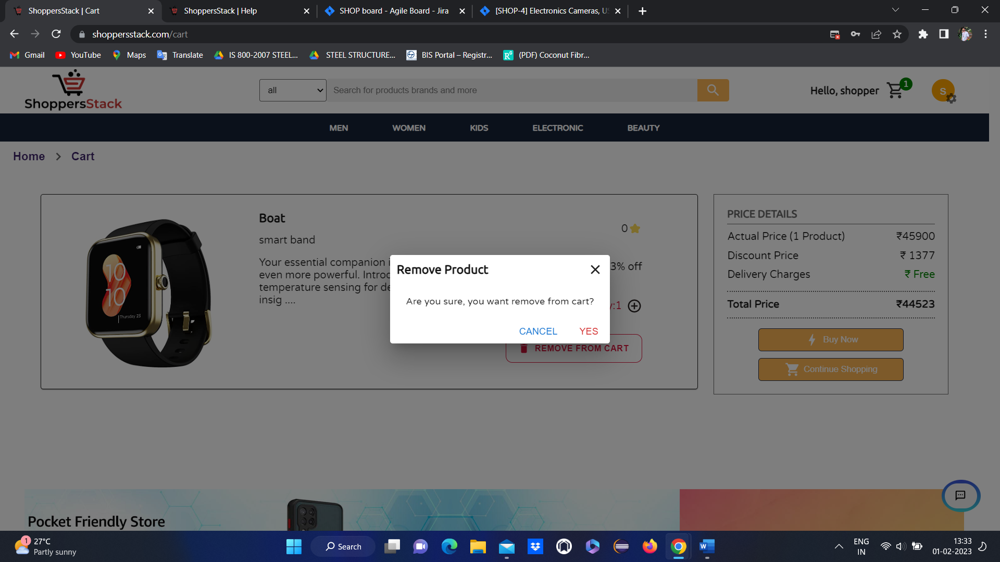 ShoppersStack | Cart
ShoppersStack | Help
SHOP board - Agile Board - Jira
[SHOP-4] Electronics Cameras, US
shoppersstack.com/cart
Gmail
YouTube
Maps
Translate
IS 800-2007 STEEL...
STEEL STRUCTURE...
BIS Portal – Registr...
(PDF) Coconut Fibr...
ShoppersStack
all
Search for products brands and more
Hello, shopper
1
S
MEN
WOMEN
KIDS
ELECTRONIC
BEAUTY
Home > Cart
Boat
smart band
0
Your essential companion i
even more powerful. Introd
temperature sensing for de
insig ....
3% off
y:1
REMOVE FROM CART
10
10
Thursday 23
Remove Product
Are you sure, you want remove from cart?
CANCEL
YES
PRICE DETAILS
Actual Price (1 Product) ₹45900
Discount Price ₹ 1377
Delivery Charges ₹ Free
Total Price ₹44523
Buy Now
Continue Shopping
Pocket Friendly Store
1
27°C
Partly sunny
Search
ENG
IN
13:33
01-02-2023